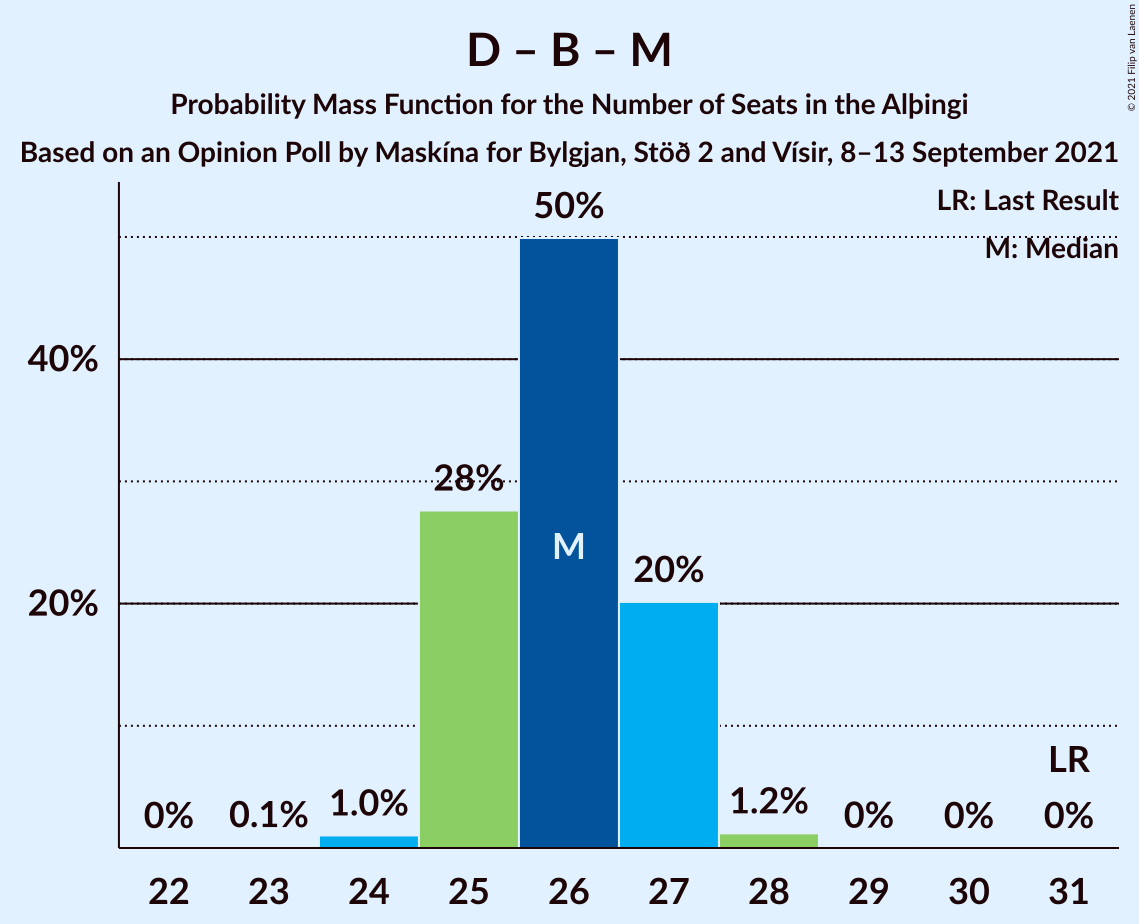 D – B – M
Probability Mass Function for the Number of Seats in the Alþingi
Based on an Opinion Poll by Maskína for Bylgjan, Stöð 2 and Vísir, 8–13 September 2021
© 2021 Filip van Laenen
LR: Last Result
M: Median
50%
40%
28%
M
20%
20%
LR
0% 0.1% 1.0% 1.2% 0% 0% 0%
22 23 24 25 26 27 28 29 30 31